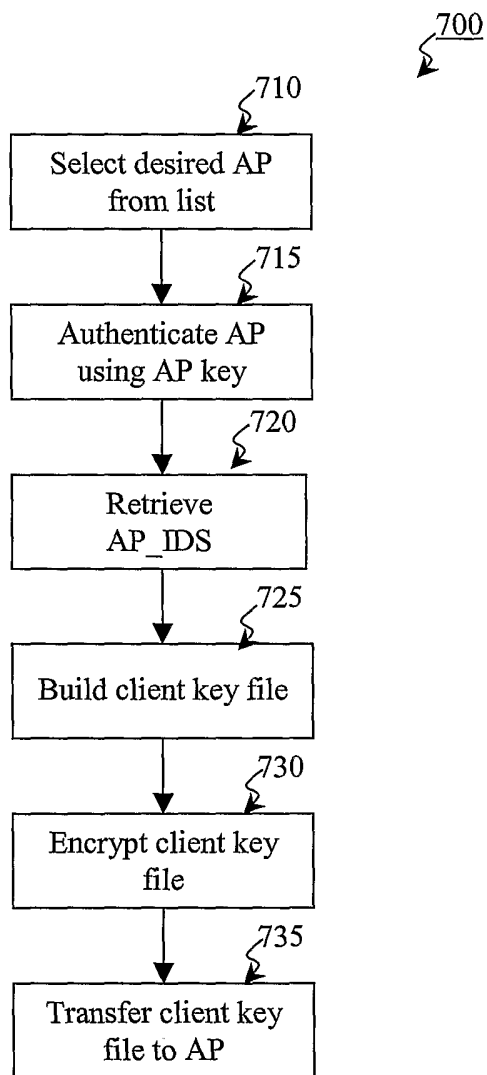 700
710
Select desired AP
from list
715
Authenticate AP
using AP key
720
Retrieve
AP_IDS
725
Build client key file
730
Encrypt client key
file
735
Transfer client key
file to AP